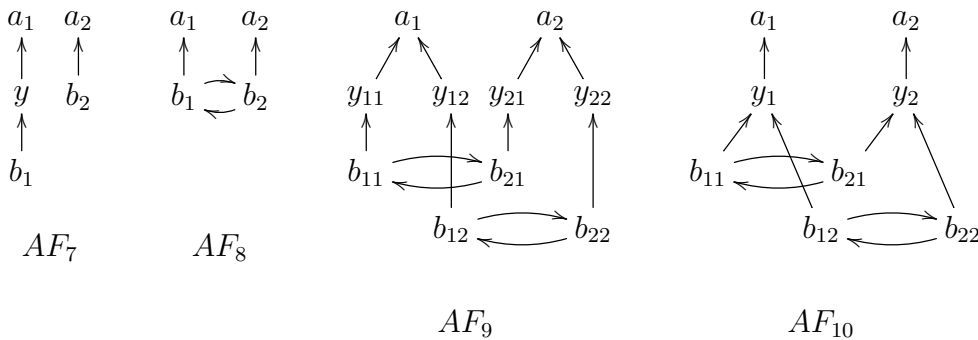 a₁ a₂ a₁ a₂ a₁ a₂ a₁ a₂
y b₂ b₁ b₂ y₁₁ y₁₂ y₂₁ y₂₂ y₁ y₂
b₁ b₁₁ b₂₁ b₁₁ b₂₁
b₁₂ b₂₂ b₁₂ b₂₂
AF₇ AF₈
AF₉ AF₁₀